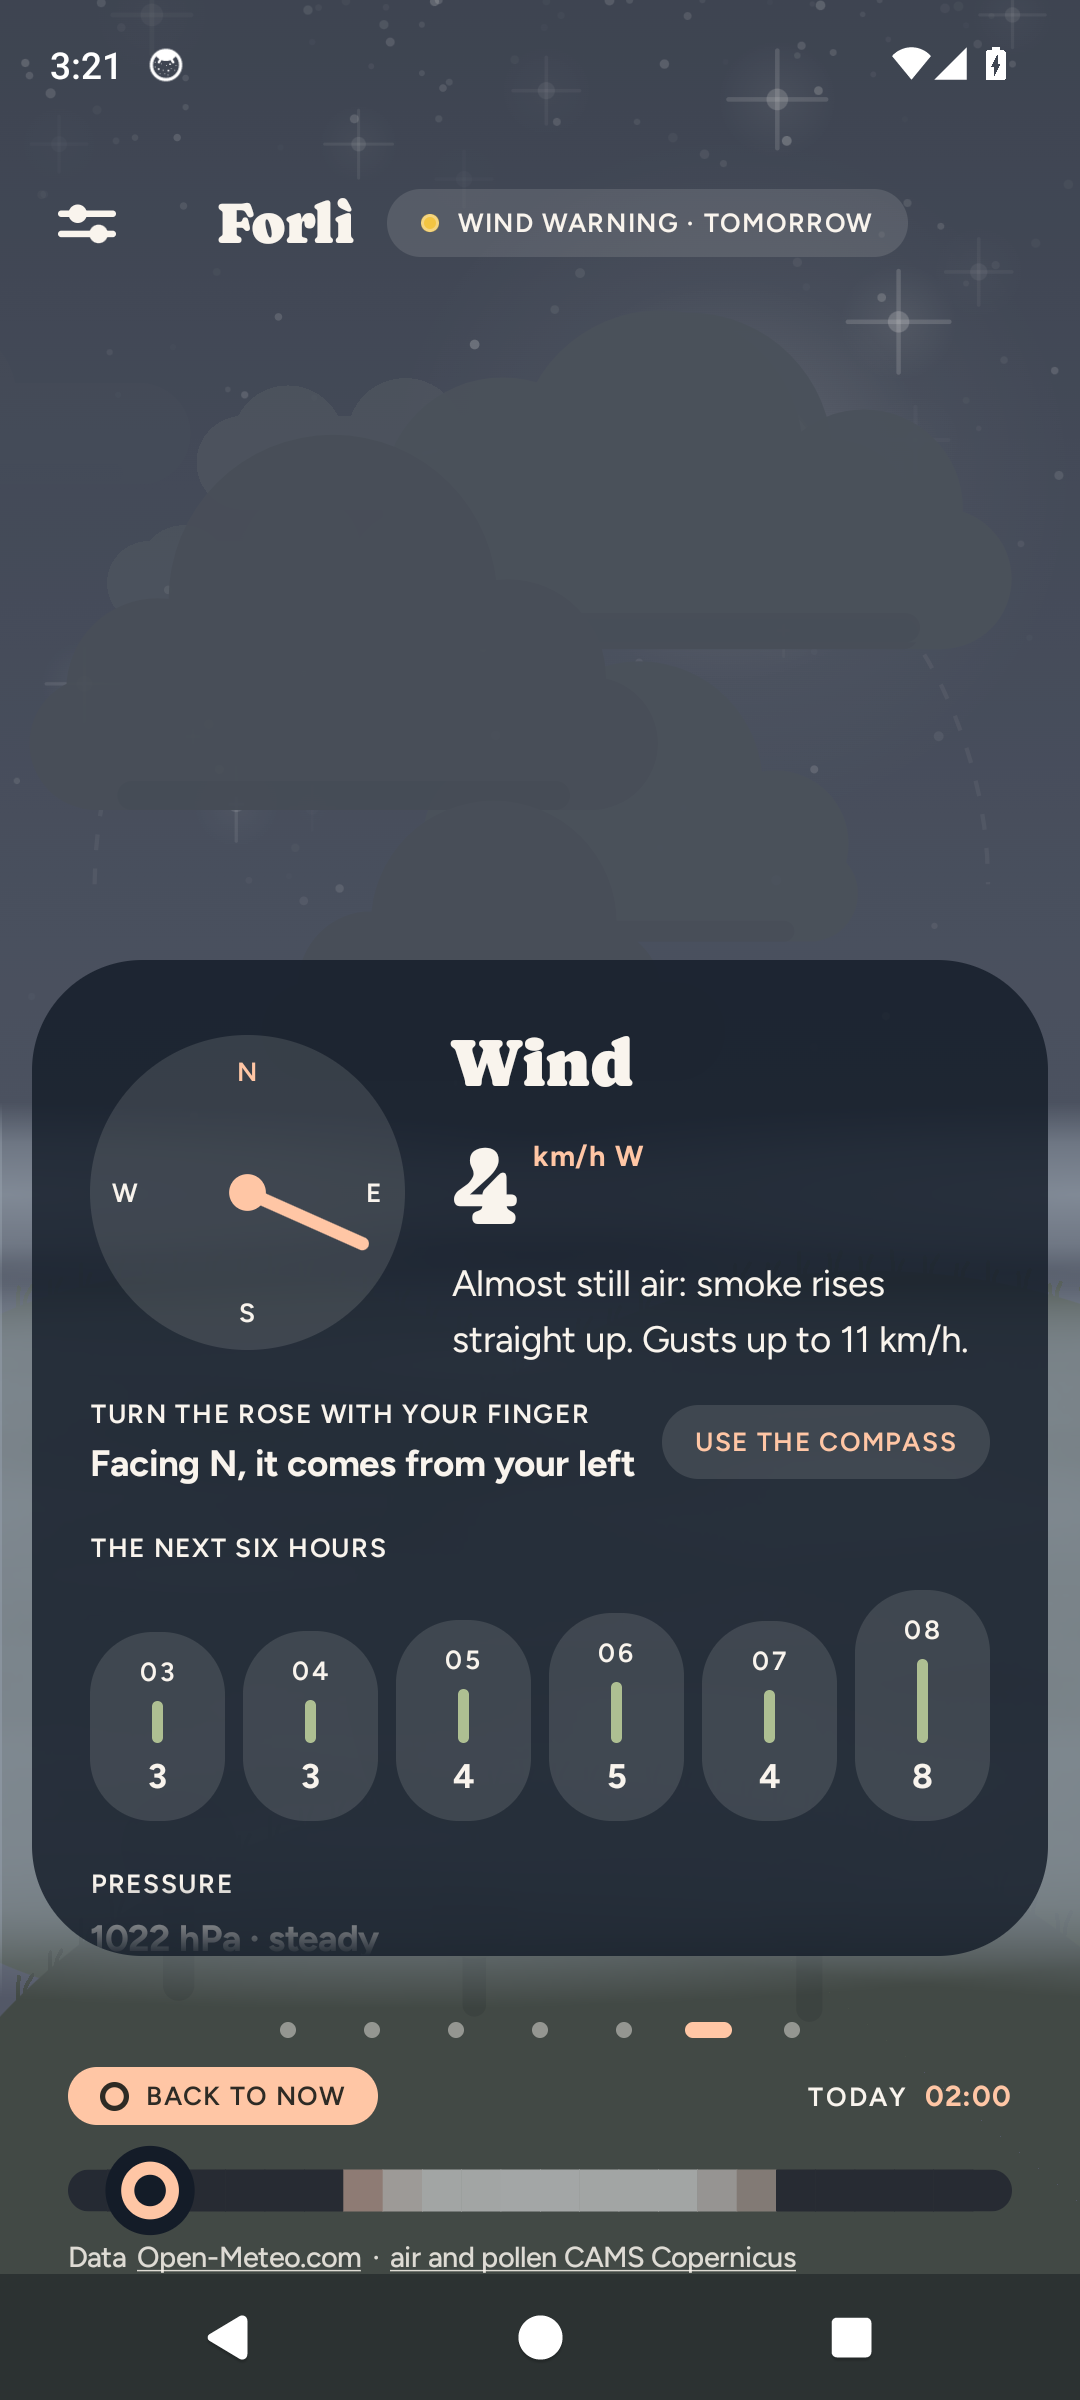 3:21
Forlì
WIND WARNING · TOMORROW
N
W
E
S
Wind
4 km/h W
Almost still air: smoke rises
straight up. Gusts up to 11 km/h.
TURN THE ROSE WITH YOUR FINGER
Facing N, it comes from your left
USE THE COMPASS
THE NEXT SIX HOURS
03 04 05 06 07 08
3 3 4 5 4 8
PRESSURE
1022 hPa · steady
BACK TO NOW
TODAY 02:00
Data Open-Meteo.com · air and pollen CAMS Copernicus